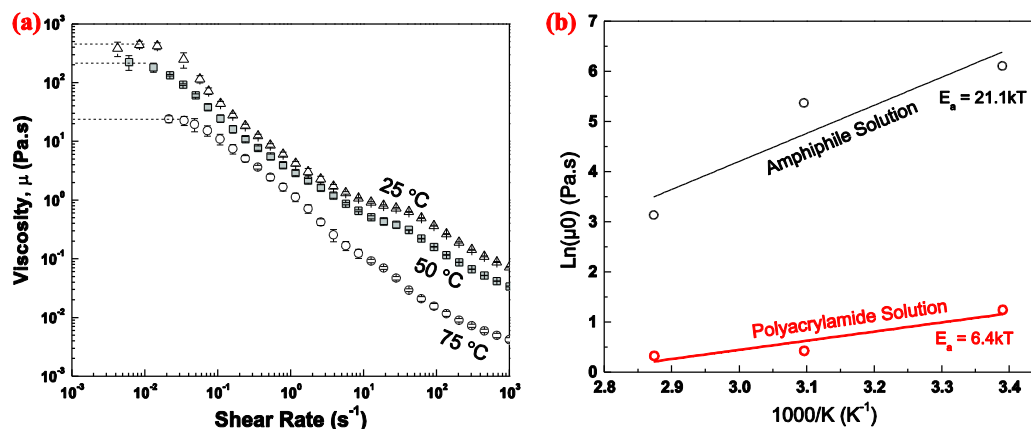 (a)
10³
10²
10¹
10⁰
10⁻¹
10⁻²
10⁻³
Viscosity, μ (Pa.s)
25 °C
50 °C
75 °C
10⁻³ 10⁻² 10⁻¹ 10⁰ 10¹ 10² 10³
Shear Rate (s⁻¹)
(b)
7
6
5
4
3
2
1
0
Ln(μ0) (Pa.s)
Eₐ = 21.1kT
Amphiphile Solution
Polyacrylamide Solution
Eₐ = 6.4kT
2.8 2.9 3.0 3.1 3.2 3.3 3.4
1000/K (K⁻¹)